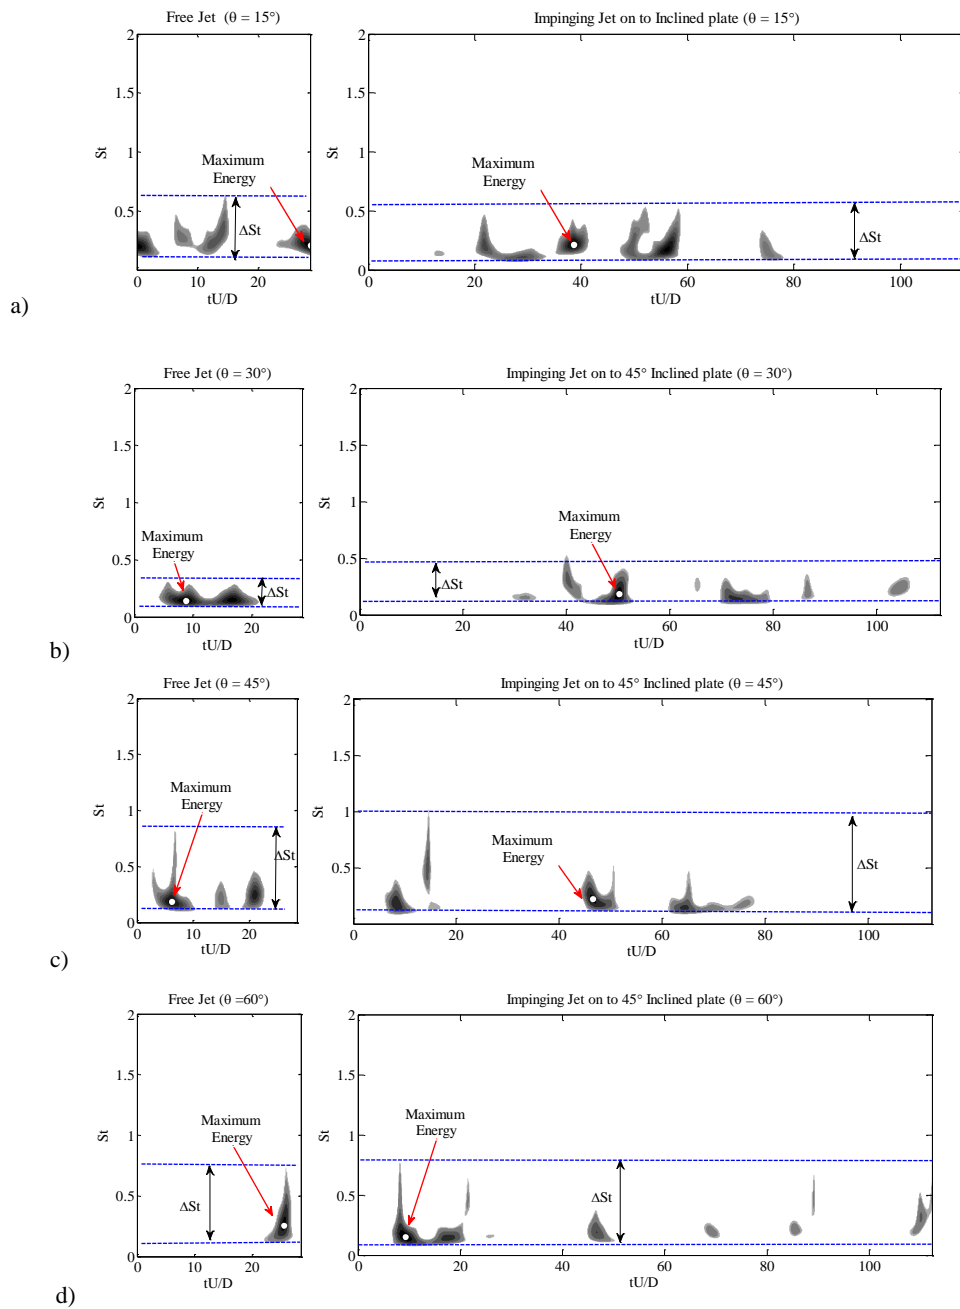 Free Jet (θ = 15°)
Impinging Jet on to Inclined plate (θ = 15°)
2
1.5
1
0.5
0
St
Maximum
Energy
ΔSt
0
10
20
tU/D
2
1.5
1
0.5
0
St
Maximum
Energy
ΔSt
0
20
40
60
80
100
tU/D
a)
Free Jet (θ = 30°)
Impinging Jet on to 45° Inclined plate (θ = 30°)
2
1.5
1
0.5
0
St
Maximum
Energy
ΔSt
0
10
20
tU/D
2
1.5
1
0.5
0
St
ΔSt
Maximum
Energy
0
20
40
60
80
100
tU/D
b)
Free Jet (θ = 45°)
Impinging Jet on to 45° Inclined plate (θ = 45°)
2
1.5
1
0.5
0
St
Maximum
Energy
ΔSt
0
10
20
tU/D
2
1.5
1
0.5
0
St
Maximum
Energy
ΔSt
0
20
40
60
80
100
tU/D
c)
Free Jet (θ =60°)
Impinging Jet on to 45° Inclined plate (θ = 60°)
2
1.5
1
0.5
0
St
Maximum
Energy
ΔSt
0
10
20
tU/D
2
1.5
1
0.5
0
St
Maximum
Energy
ΔSt
0
20
40
60
80
100
tU/D
d)